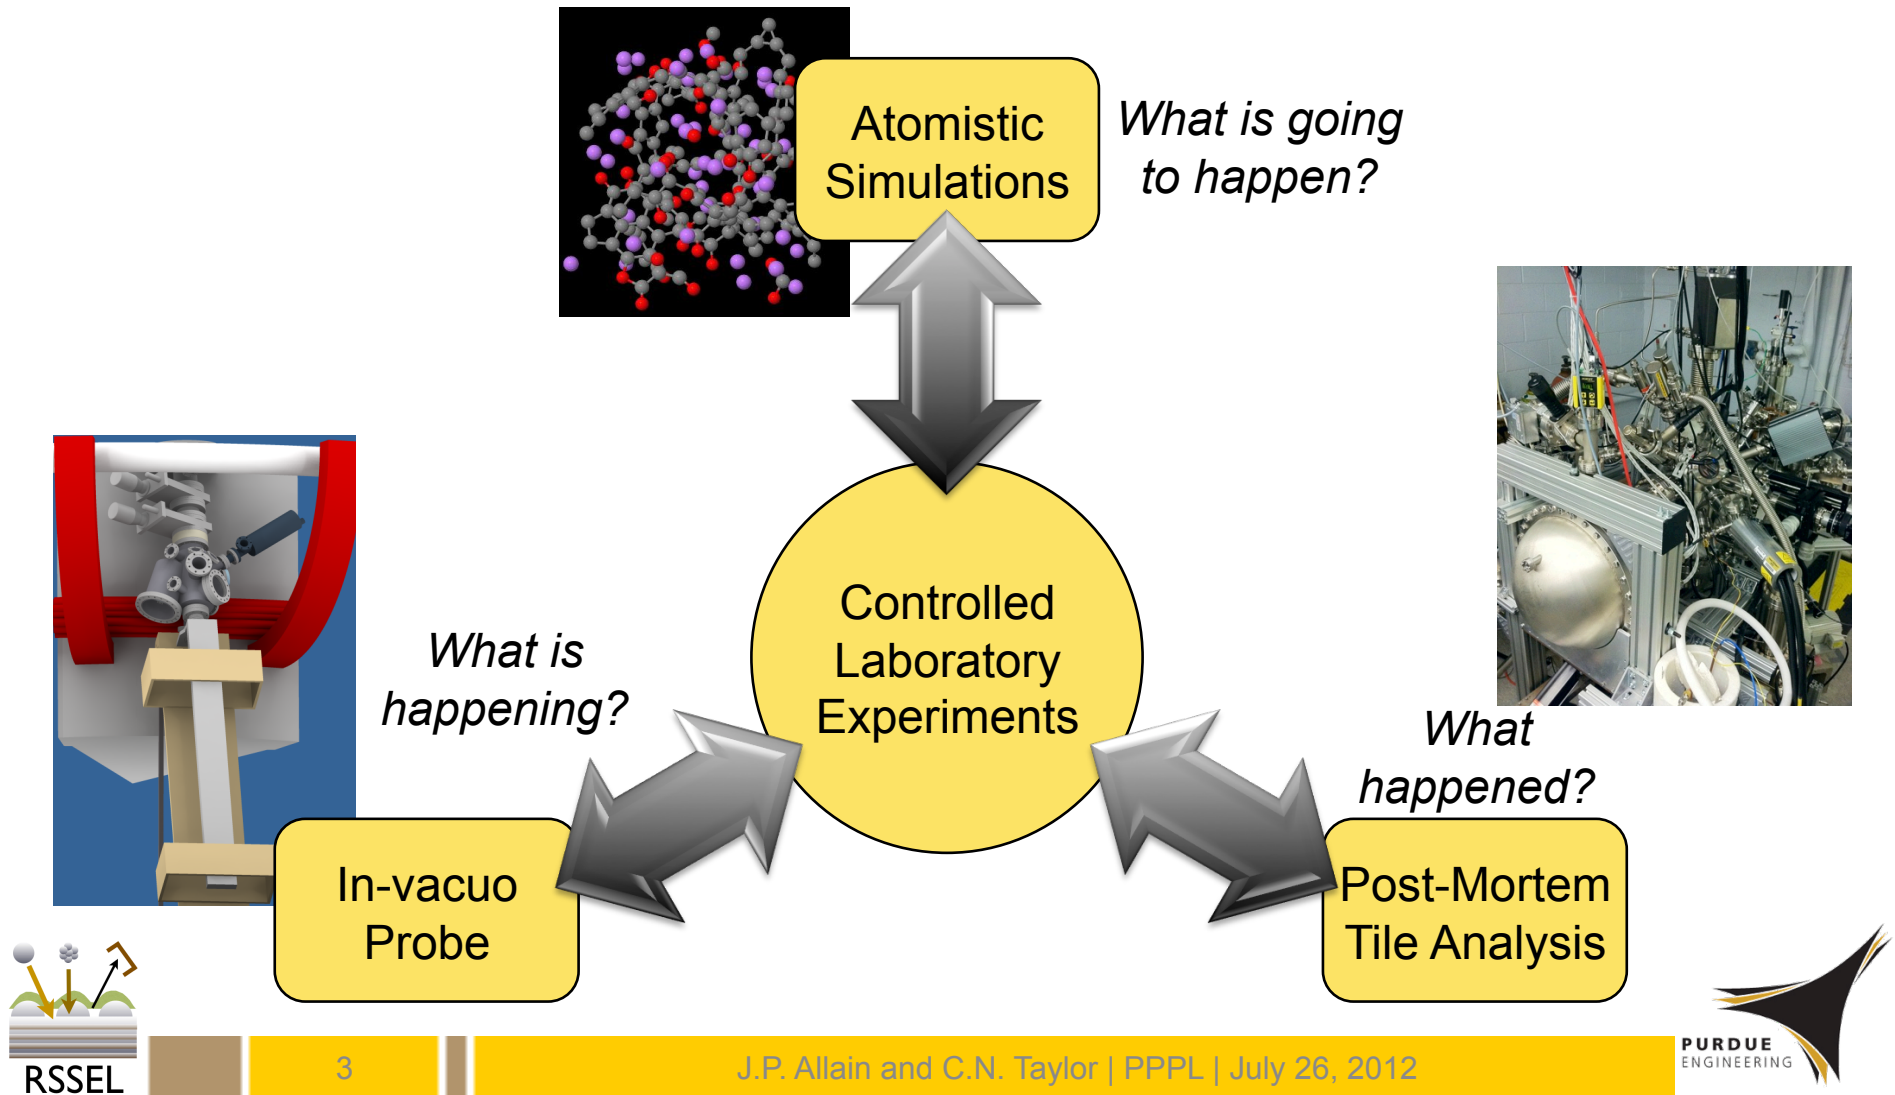 Atomistic
Simulations
What is going
to happen?
Controlled
Laboratory
Experiments
What is
happening?
What
happened?
In-vacuo
Probe
Post-Mortem
Tile Analysis
RSSEL
3
J.P. Allain and C.N. Taylor | PPPL | July 26, 2012
PURDUE
ENGINEERING